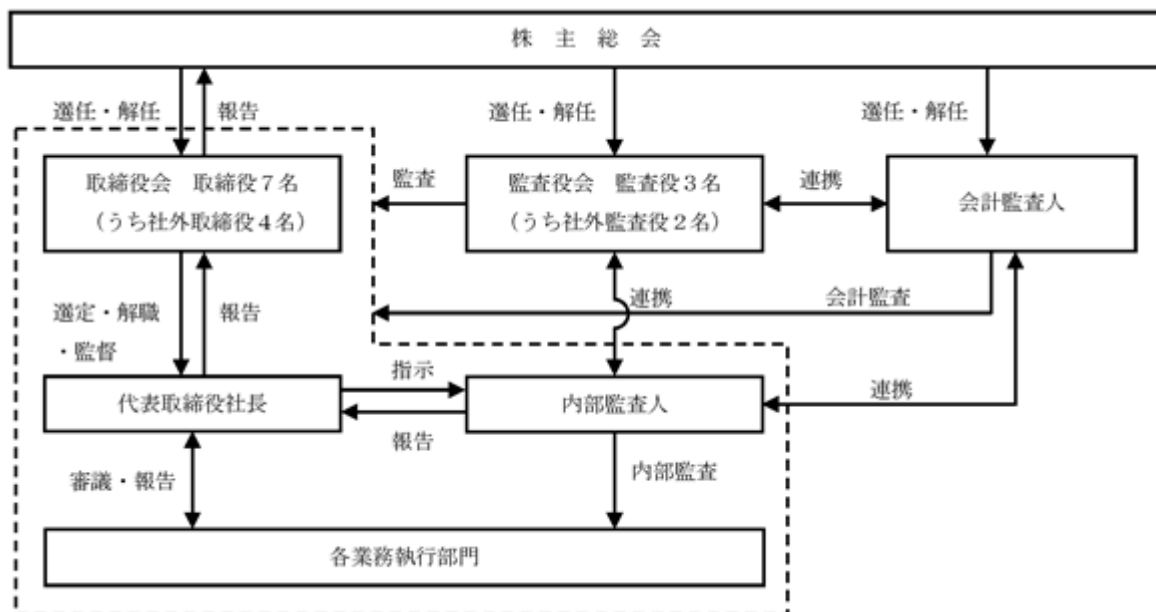 株 主 総 会
選任・解任
報告
選任・解任
選任・解任
取締役会 取締役7名
(うち社外取締役4名)
監査
監査役会 監査役3名
(うち社外監査役2名)
連携
会計監査人
選定・解職
・監督
報告
連携
会計監査
代表取締役社長
指示
報告
内部監査人
連携
審議・報告
内部監査
各業務執行部門